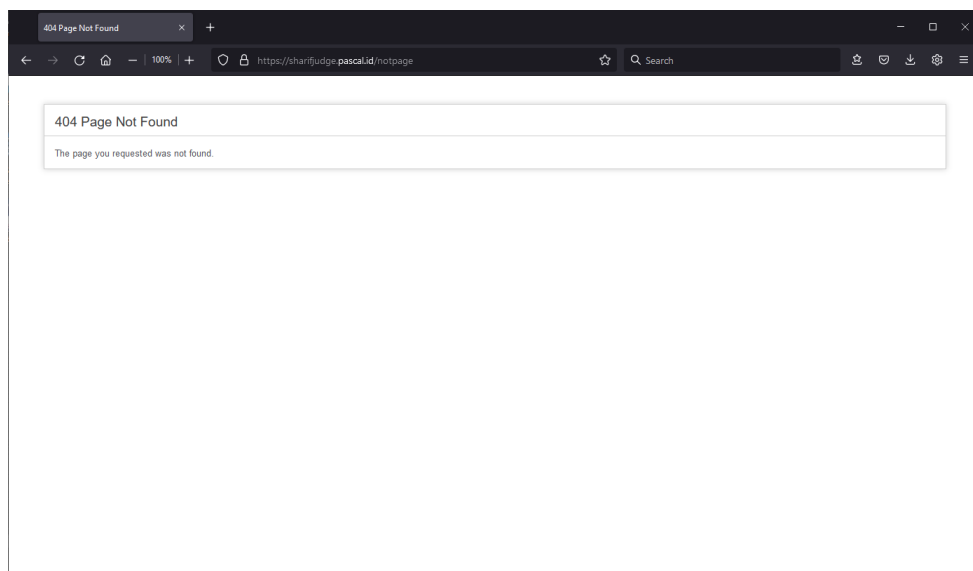 404 Page Not Found
100%
https://sharifjudge.pascal.id/notpage
Search
404 Page Not Found
The page you requested was not found.